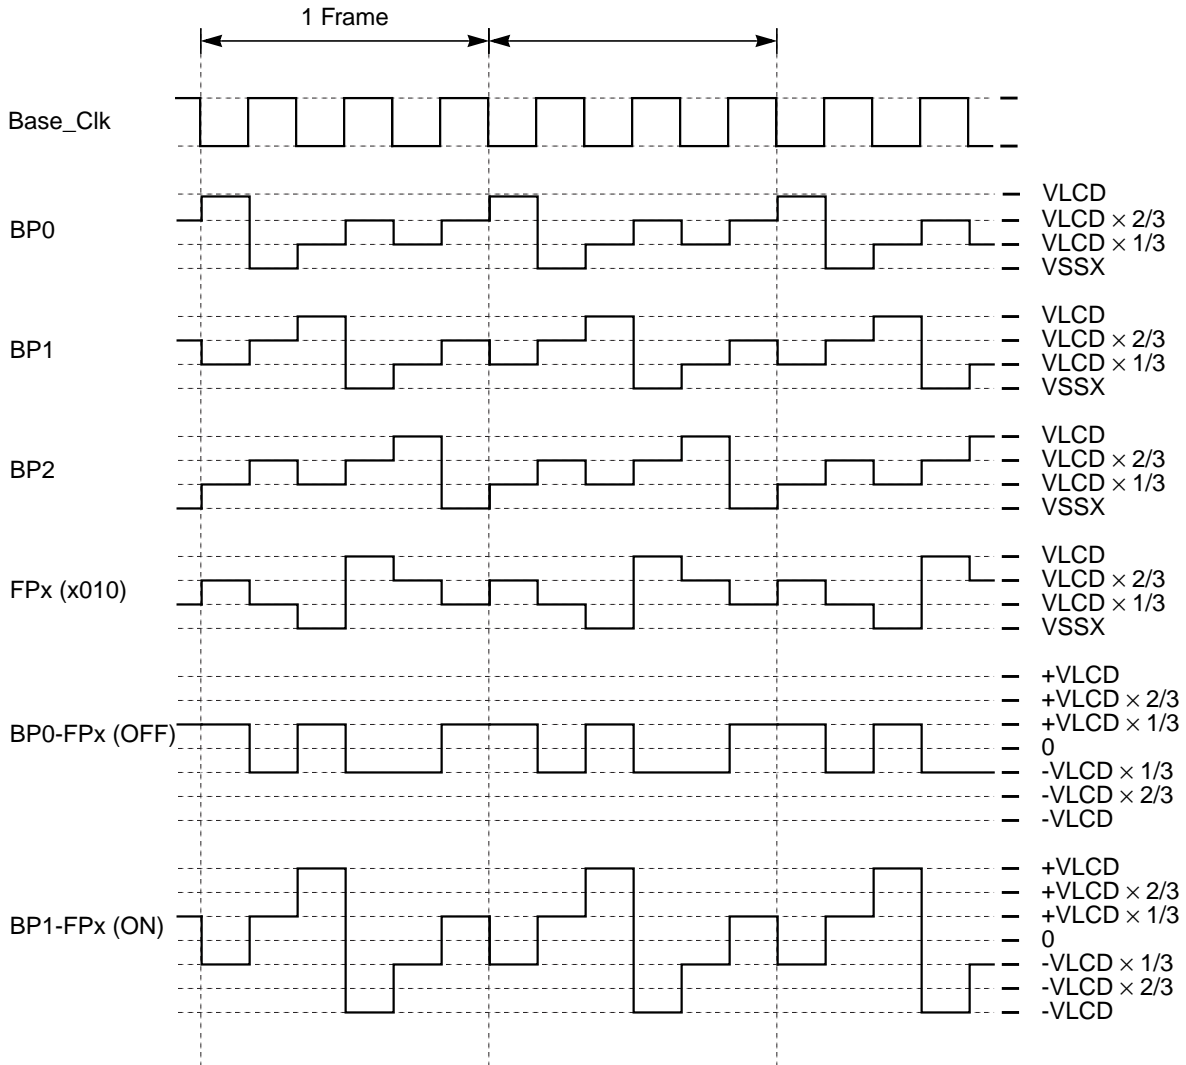 1 Frame
Base_Clk
BP0
VLCD
VLCD × 2/3
VLCD × 1/3
VSSX
BP1
VLCD
VLCD × 2/3
VLCD × 1/3
VSSX
BP2
VLCD
VLCD × 2/3
VLCD × 1/3
VSSX
FPx (x010)
VLCD
VLCD × 2/3
VLCD × 1/3
VSSX
BP0-FPx (OFF)
+VLCD
+VLCD × 2/3
+VLCD × 1/3
0
-VLCD × 1/3
-VLCD × 2/3
-VLCD
BP1-FPx (ON)
+VLCD
+VLCD × 2/3
+VLCD × 1/3
0
-VLCD × 1/3
-VLCD × 2/3
-VLCD